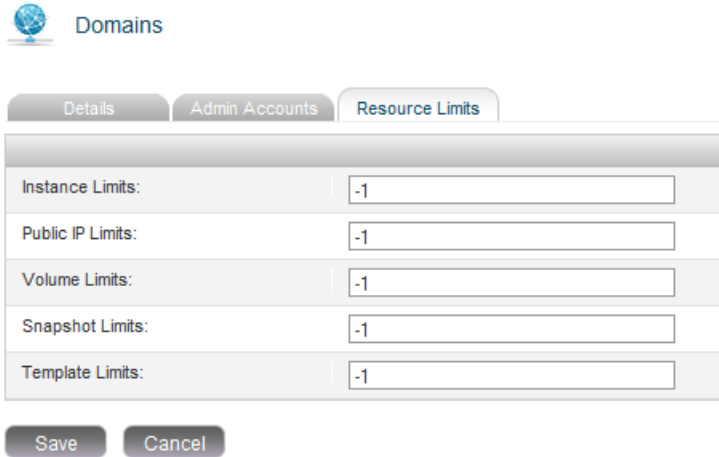 Domains
Details Admin Accounts Resource Limits
Instance Limits: -1
Public IP Limits: -1
Volume Limits: -1
Snapshot Limits: -1
Template Limits: -1
Save Cancel